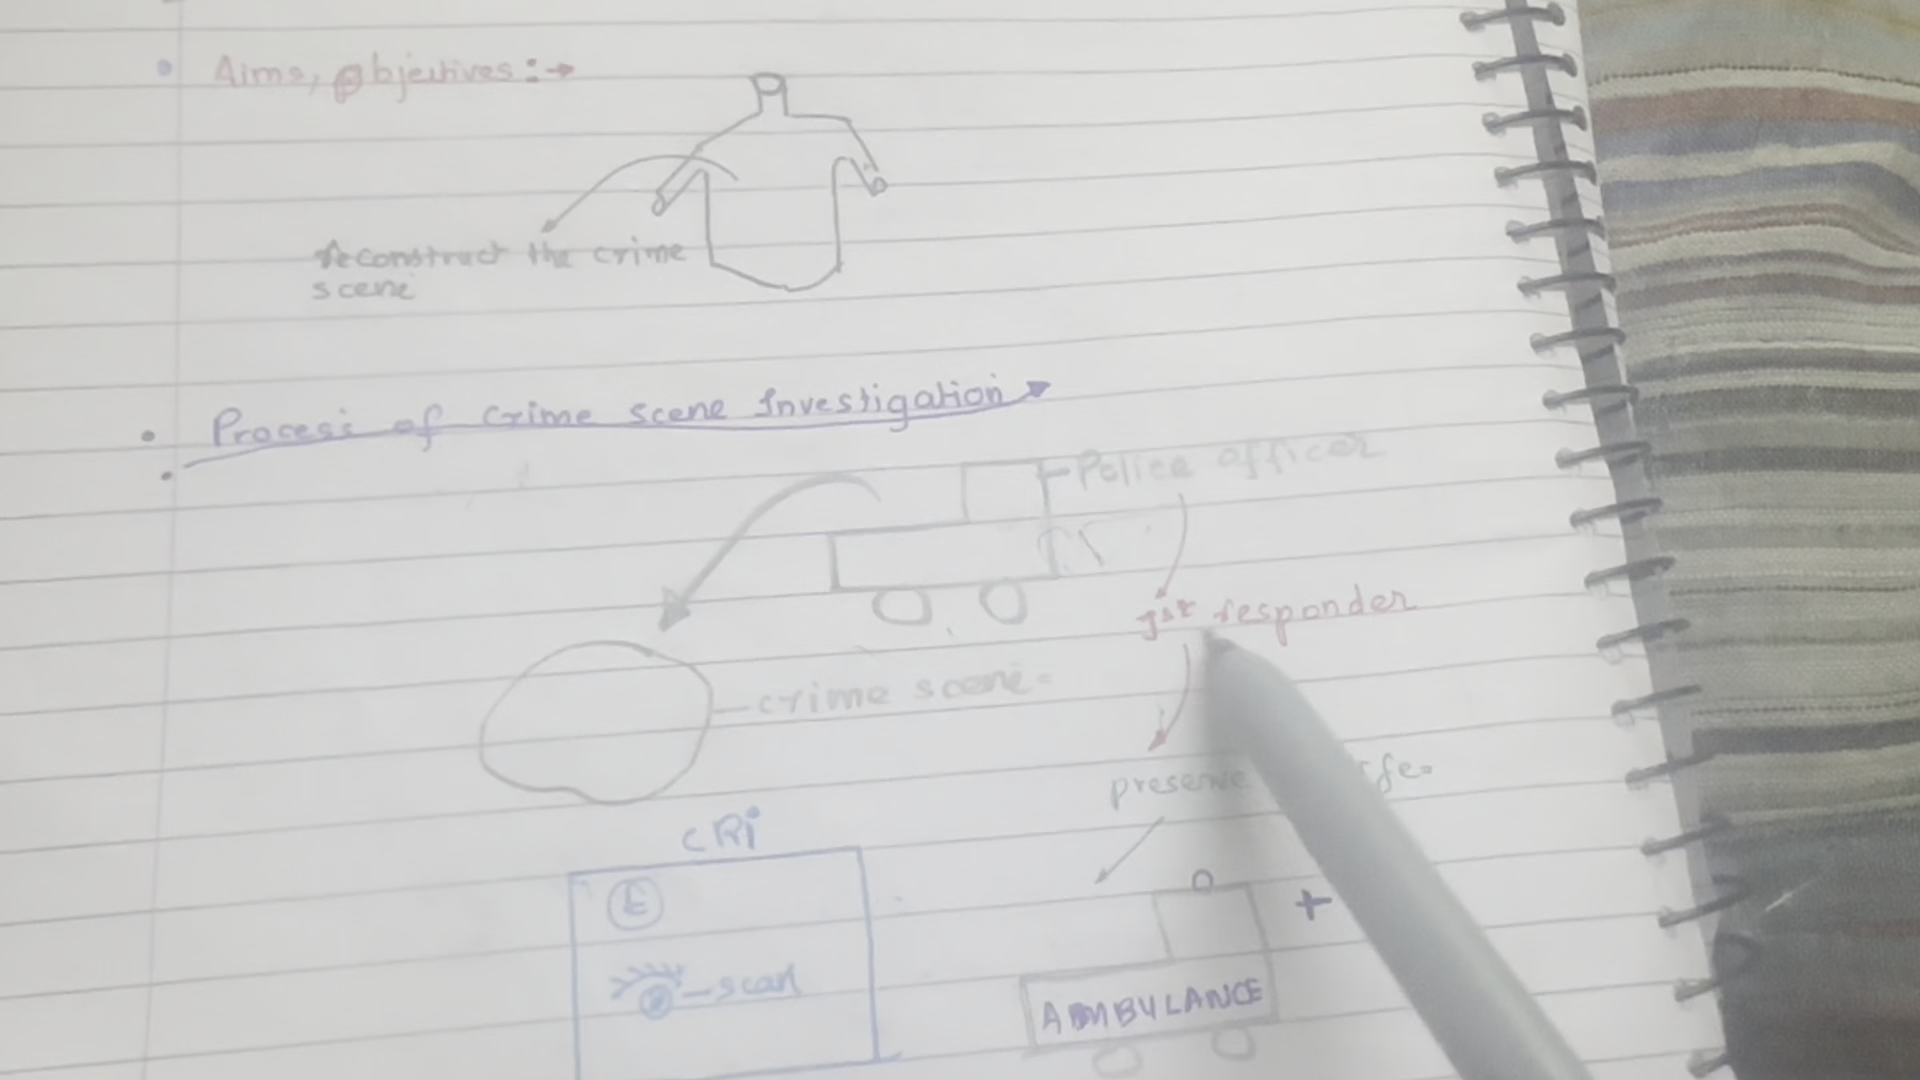 Aims, objectives :→
reconstruct the crime
scene
Process of crime scene Investigation
Police officer
1st responder
crime scene
preserve
CRi
E
scan
+
AMBULANCE